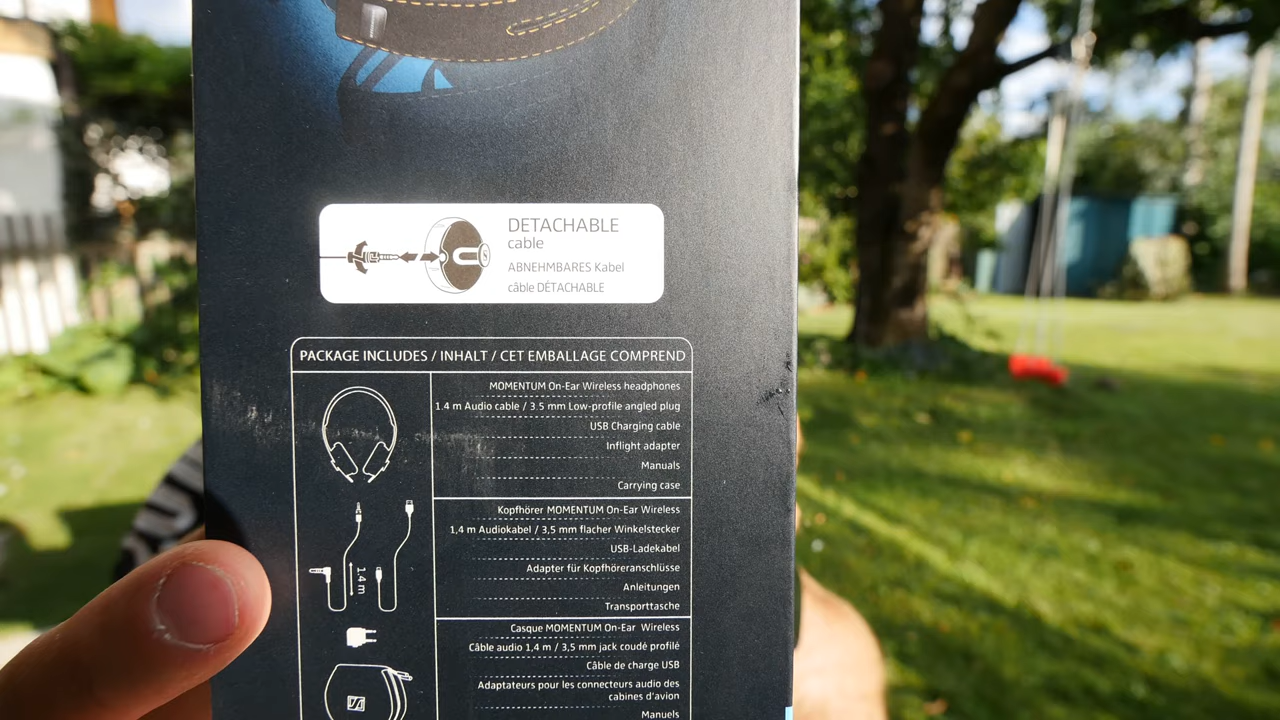 DETACHABLE
cable
ABNEHMBARES Kabel
câble DÉTACHABLE
PACKAGE INCLUDES / INHALT / CET EMBALLAGE COMPREND
MOMENTUM On-Ear Wireless headphones
1.4 m Audio cable / 3.5 mm Low-profile angled plug
USB Charging cable
Inflight adapter
Manuals
Carrying case
Kopfhörer MOMENTUM On-Ear Wireless
1,4 m Audiokabel / 3,5 mm flacher Winkelstecker
USB-Ladekabel
Adapter für Kopfhöreranschlüsse
Anleitungen
Transporttasche
Casque MOMENTUM On-Ear Wireless
Câble audio 1,4 m / 3,5 mm jack coudé profilé
Câble de charge USB
Adaptateurs pour les connecteurs audio des
cabines d'avion
Manuels
1.4 m